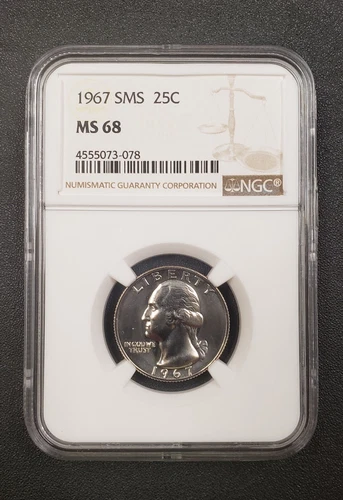 1967 SMS 25C
MS 68
4555073-078
NUMISMATIC GUARANTY CORPORATION
NGC®
LIBERTY
IN GOD WE
TRUST
1967